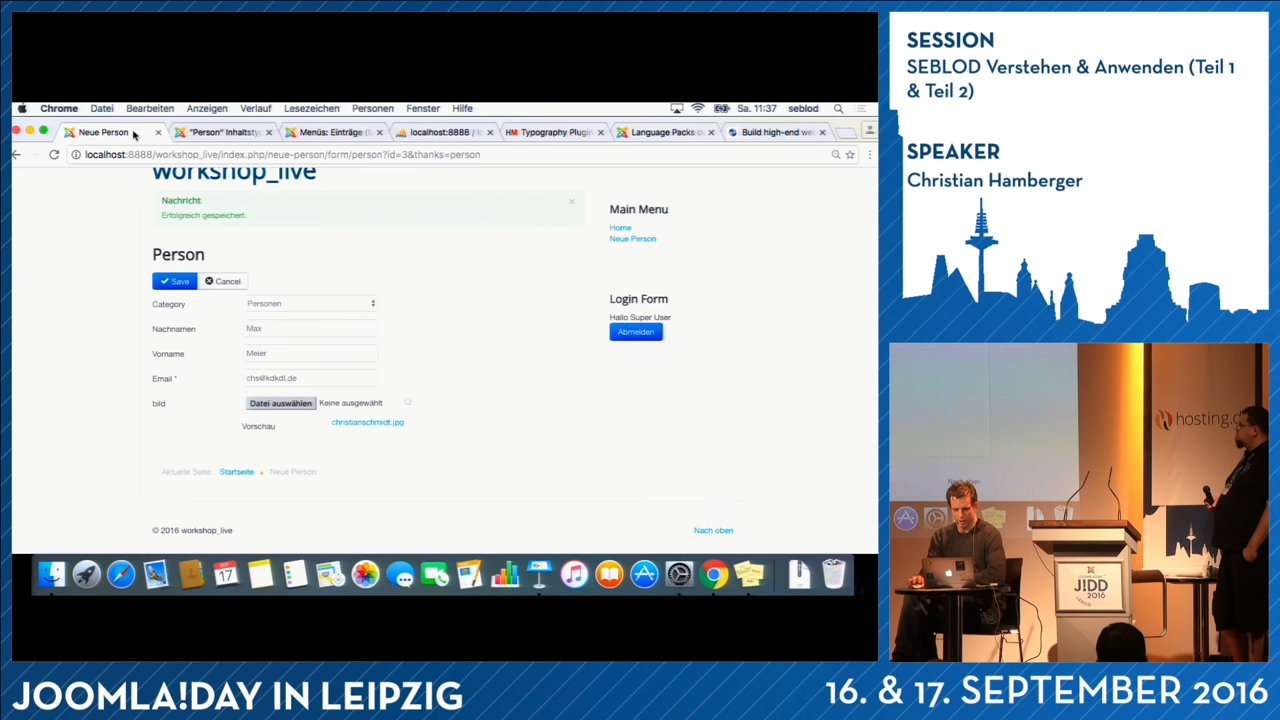 Chrome Datei Bearbeiten Anzeigen Verlauf Lesezeichen Personen Fenster Hilfe Sa. 11:37 seblod
Neue Person "Person" Inhaltsty Menüs: Einträge ( localhost:8888 / Typography Plugin Language Packs d Build high-end we
localhost:8888/workshop_live/index.php/neue-person/form/person?id=3&thanks=person
workshop_live
Nachricht
Erfolgreich gespeichert.
Person
Save Cancel
Category Personen
Nachnamen Max
Vorname Meier
Email * chs@kdkdl.de
bild Datei auswählen Keine ausgewählt
Vorschau christianschmidt.jpg
Aktuelle Seite: Startseite Neue Person
© 2016 workshop_live
Nach oben
Main Menu
Home
Neue Person
Login Form
Hallo Super User
Abmelden
17
SESSION
SEBLOD Verstehen & Anwenden (Teil 1
& Teil 2)
SPEAKER
Christian Hamberger
hosting.d
J!DD
2016
JOOMLA!DAY IN LEIPZIG
16. & 17. SEPTEMBER 2016